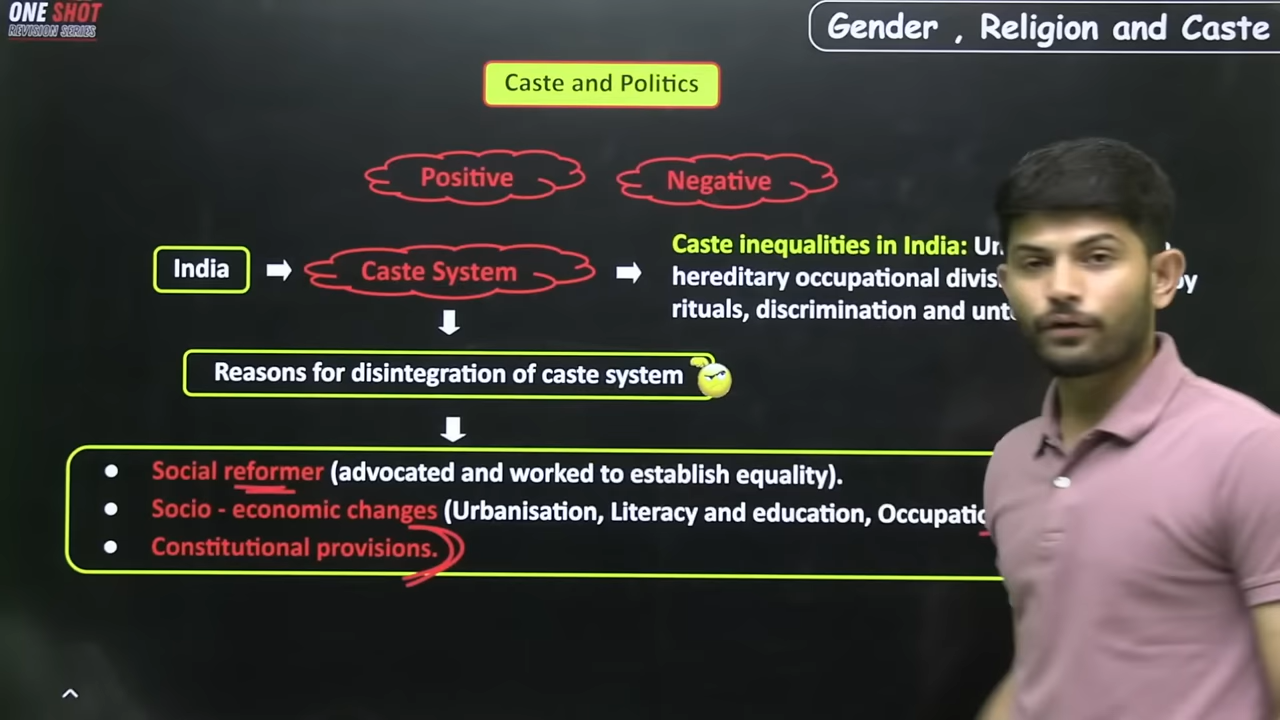 ONE SHOT
REVISION SERIES
Gender , Religion and Caste
Caste and Politics
Positive
Negative
India
Caste System
Caste inequalities in India:
hereditary occupational
rituals, discrimination and
Reasons for disintegration of caste system
• Social reformer (advocated and worked to establish equality).
• Socio - economic changes (Urbanisation, Literacy and education,
• Constitutional provisions.